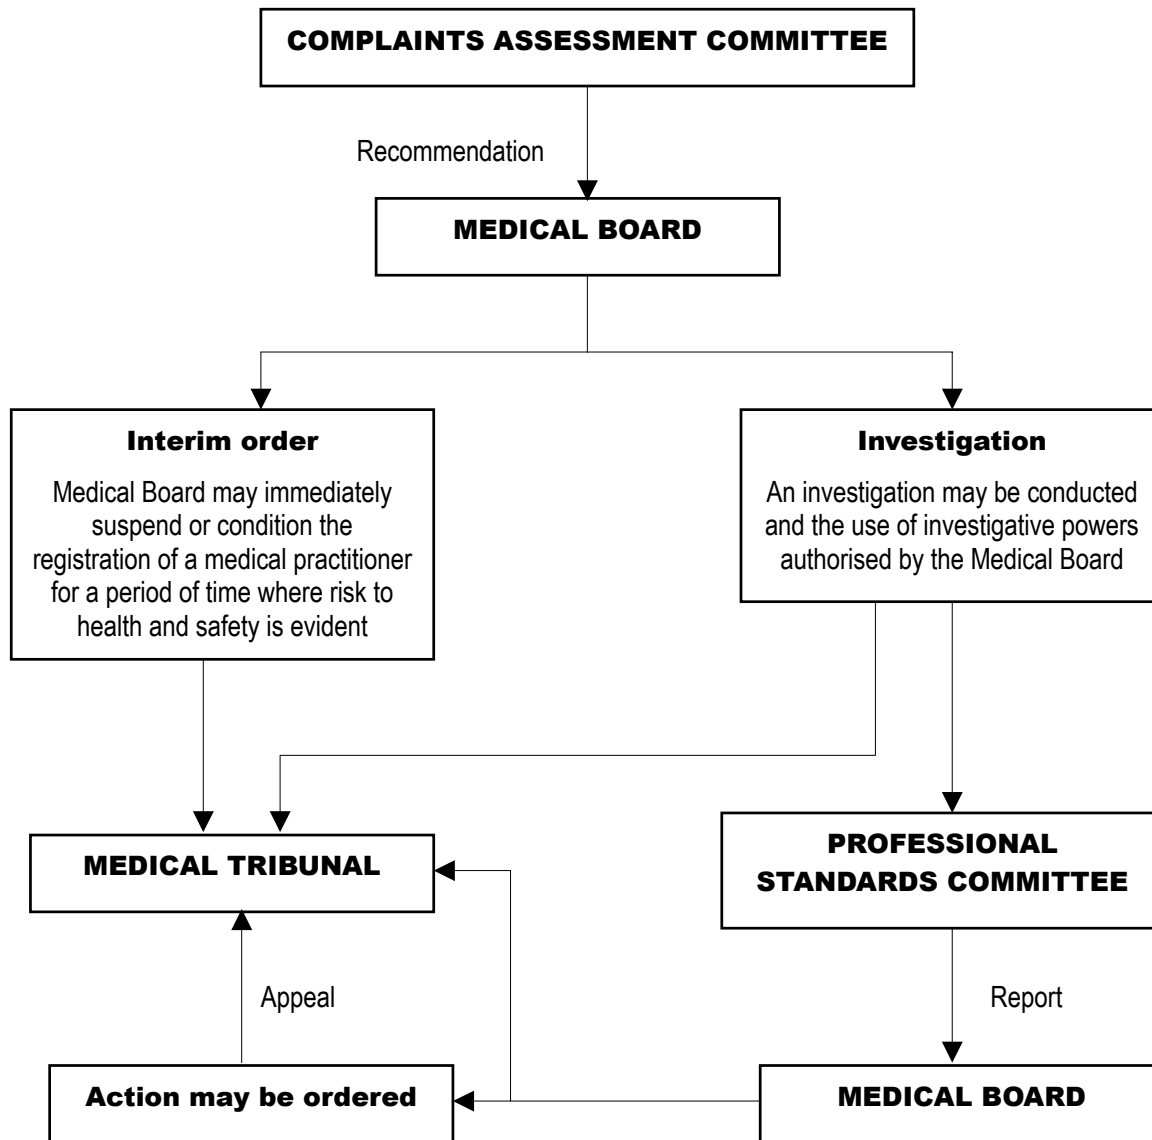 COMPLAINTS ASSESSMENT COMMITTEE
Recommendation
MEDICAL BOARD
Interim order
Medical Board may immediately
suspend or condition the
registration of a medical practitioner
for a period of time where risk to
health and safety is evident
Investigation
An investigation may be conducted
and the use of investigative powers
authorised by the Medical Board
MEDICAL TRIBUNAL
PROFESSIONAL
STANDARDS COMMITTEE
Appeal
Report
Action may be ordered
MEDICAL BOARD